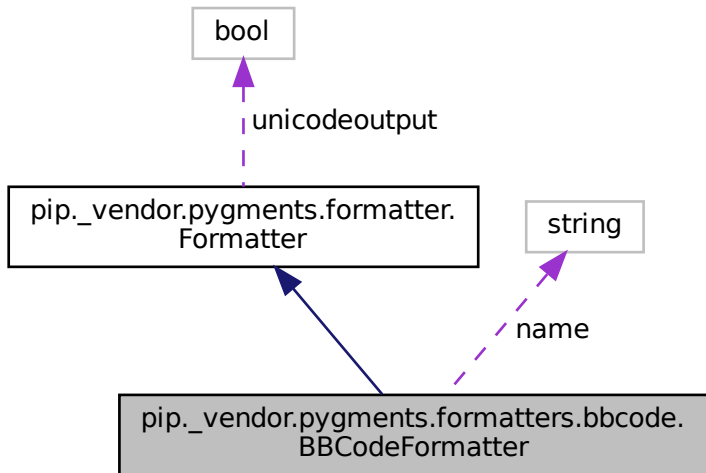 bool
unicodeoutput
pip._vendor.pygments.formatter.
Formatter
string
name
pip._vendor.pygments.formatters.bbcode.
BBCodeFormatter